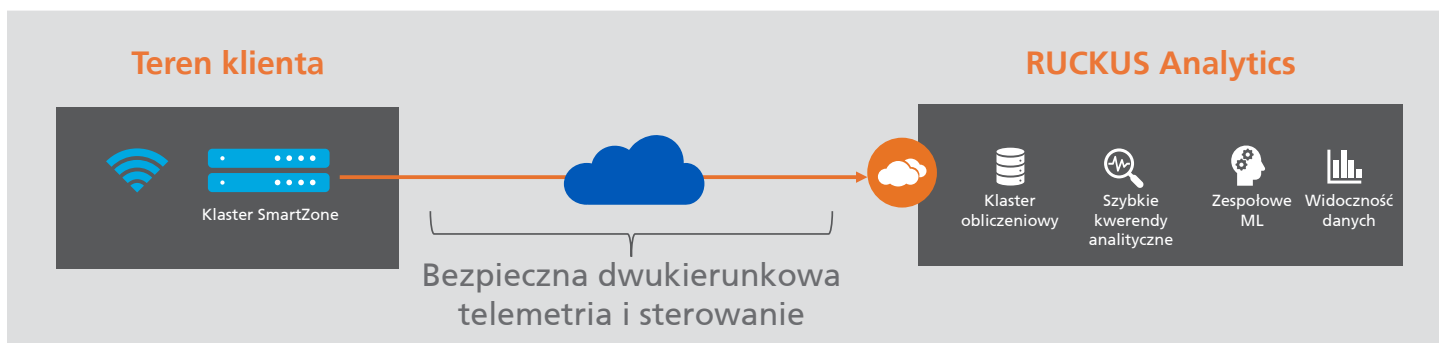 Teren klienta
RUCKUS Analytics
Klaster SmartZone
Klaster
obliczeniowy
Szybkie
kwerendy
analityczne
Zespołowe
ML
Widoczność
danych
Bezpieczna dwukierunkowa
telemetria i sterowanie